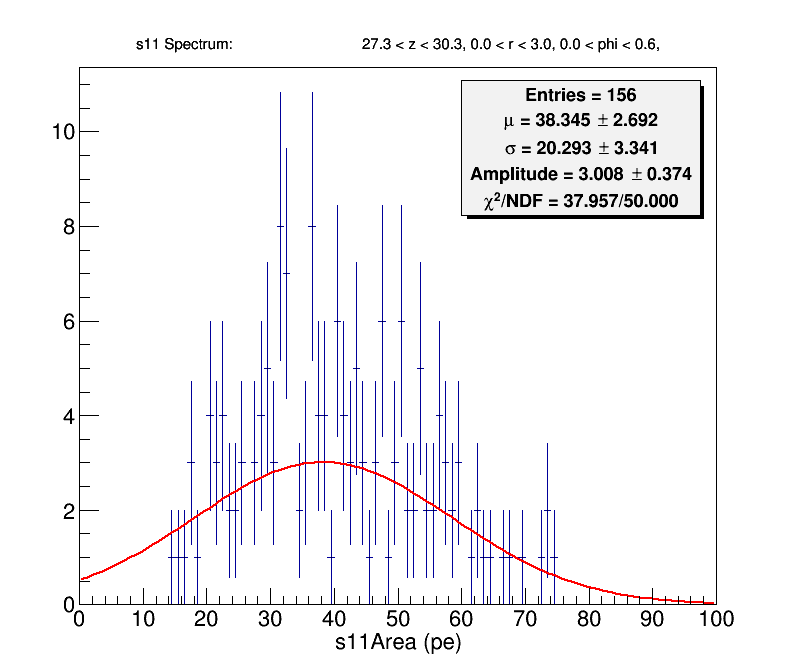 s11 Spectrum: 27.3 < z < 30.3, 0.0 < r < 3.0, 0.0 < phi < 0.6,
Entries = 156
μ = 38.345 ± 2.692
σ = 20.293 ± 3.341
Amplitude = 3.008 ± 0.374
χ²/NDF = 37.957/50.000
10
8
6
4
2
0
0 10 20 30 40 50 60 70 80 90 100
s11Area (pe)